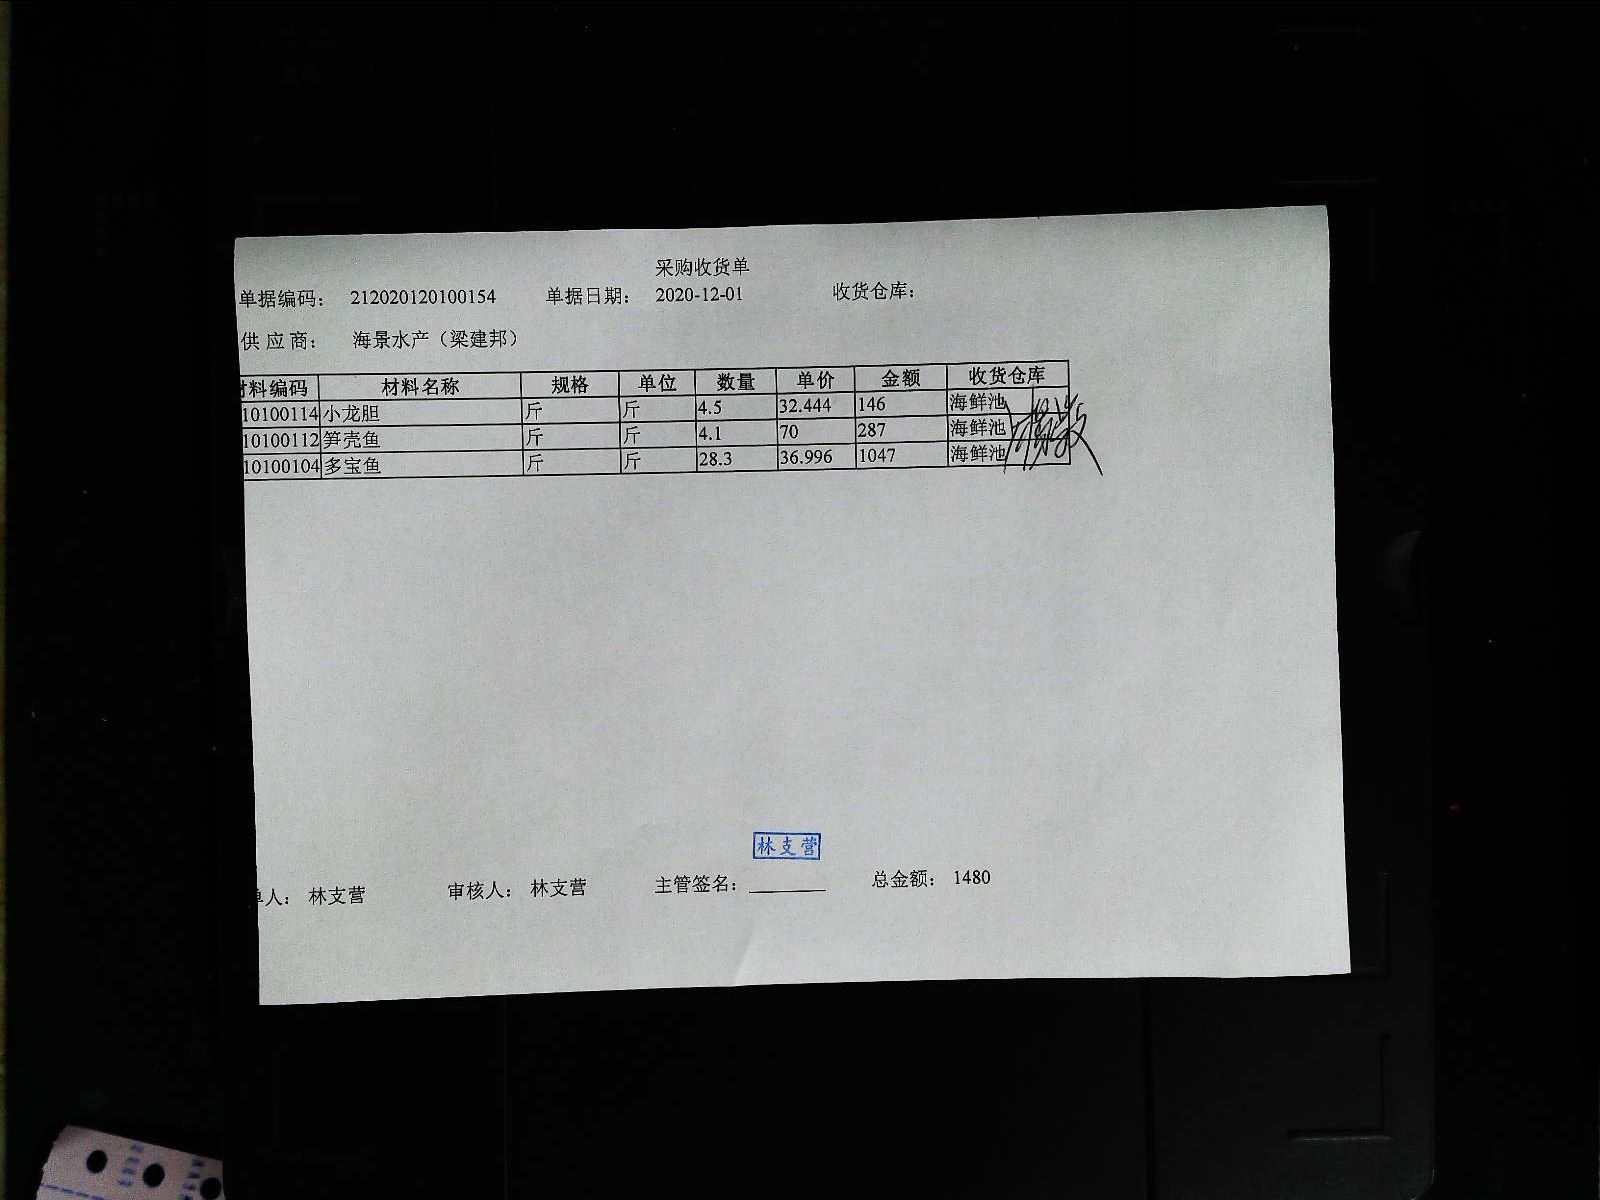 采购收货单
单据编码： 212020120100154 单据日期： 2020-12-01 收货仓库：
供应商： 海景水产（梁建邦）
材料编码 材料名称 规格 单位 数量 单价 金额 收货仓库
10100114 小龙胆 斤 斤 4.5 32.444 146 海鲜池
10100112 笋壳鱼 斤 斤 4.1 70 287 海鲜池
10100104 多宝鱼 斤 斤 28.3 36.996 1047 海鲜池
林支营
单人： 林支营 审核人： 林支营 主管签名： 总金额： 1480